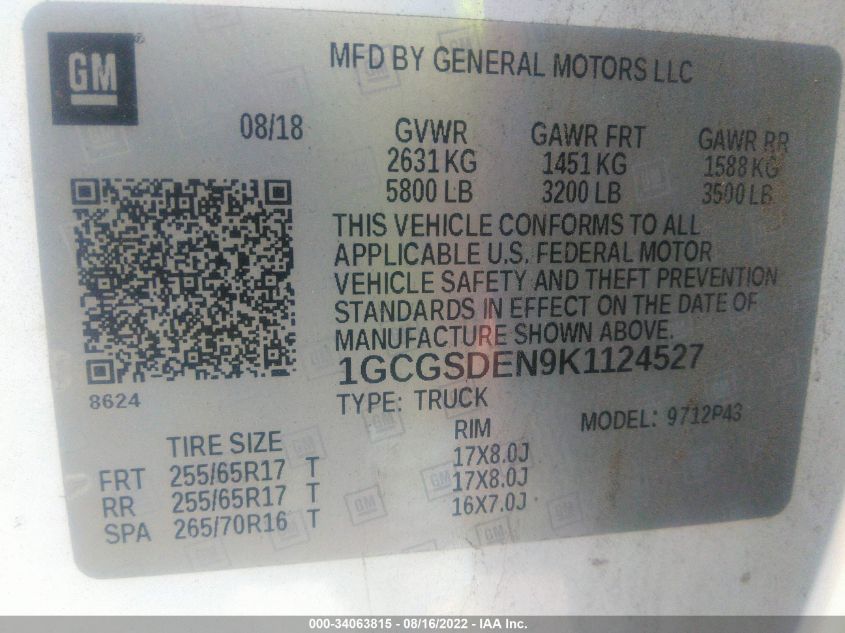 GM
MFD BY GENERAL MOTORS LLC
08/18
GVWR GAWR FRT GAWR RR
2631 KG 1451 KG 1588 KG
5800 LB 3200 LB 3500 LB
THIS VEHICLE CONFORMS TO ALL
APPLICABLE U.S. FEDERAL MOTOR
VEHICLE SAFETY AND THEFT PREVENTION
STANDARDS IN EFFECT ON THE DATE OF
MANUFACTURE SHOWN ABOVE.
1GCGSDEN9K1124527
8624
TYPE: TRUCK MODEL: 9712P43
TIRE SIZE RIM
FRT 255/65R17 T 17X8.0J
RR 255/65R17 T 17X8.0J
SPA 265/70R16 T 16X7.0J
000-34063815 - 08/16/2022 - IAA Inc.